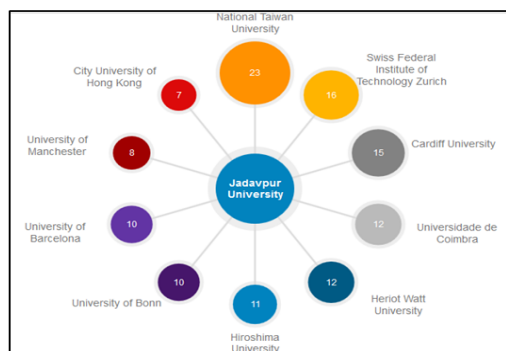 National Taiwan
University
23
Swiss Federal
Institute of
Technology Zurich
16
Cardiff University
15
Universidade de
Coimbra
12
Heriot Watt
University
12
Hiroshima
University
11
University of Bonn
10
University of
Barcelona
10
University of
Manchester
8
City University of
Hong Kong
7
Jadavpur
University